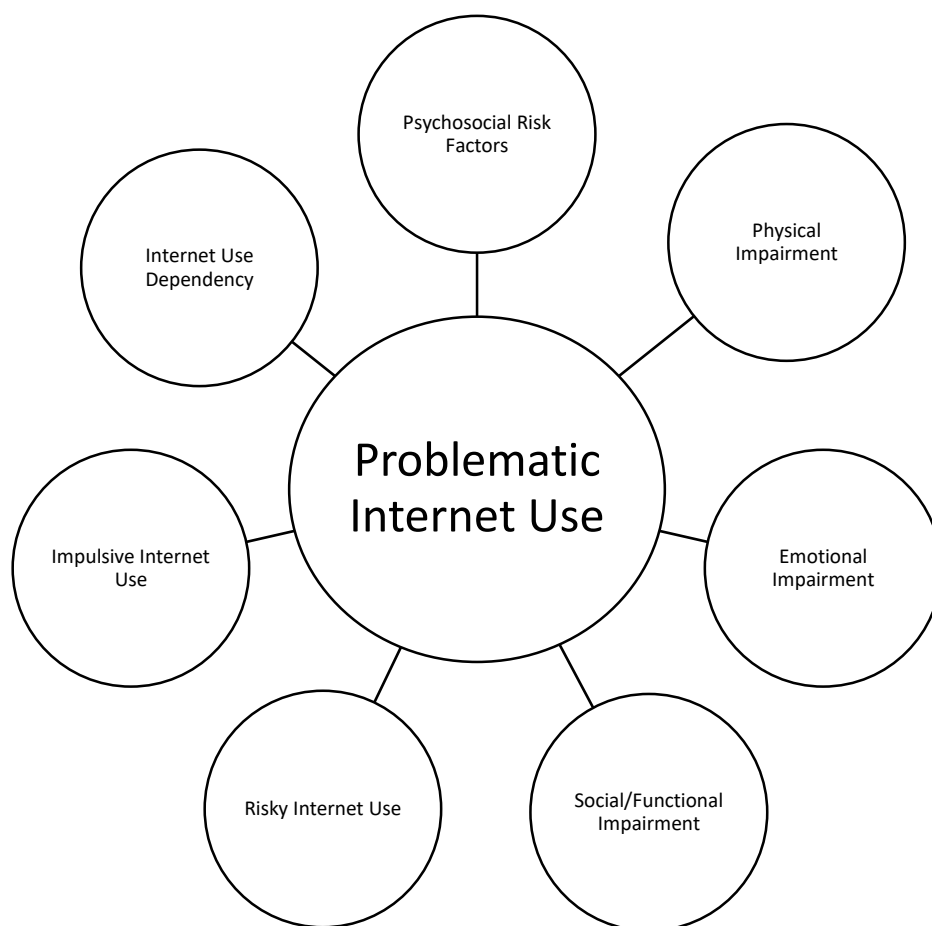 Psychosocial Risk
Factors
Physical
Impairment
Internet Use
Dependency
Problematic
Internet Use
Impulsive Internet
Use
Emotional
Impairment
Risky Internet Use
Social/Functional
Impairment